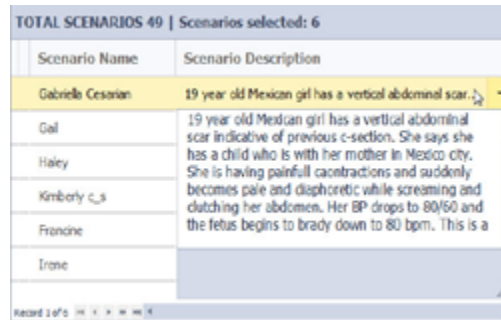 TOTAL SCENARIOS 49 | Scenarios selected: 6
Scenario Name Scenario Description
Gabriella Cesarian 19 year old Mexican girl has a vertical abdominal scar...
Gail
Haley
Kimberly c_s
Francine
Irene
19 year old Mexican girl has a vertical abdominal
scar indicative of previous c-section. She says she
has a child who is with her mother in Mexico city.
She is having painfull caontractions and suddenly
becomes pale and diaphoretic while screaming and
clutching her abdomen. Her BP drops to 80/60 and
the fetus begins to brady down to 80 bpm. This is a
Record 1 of 6